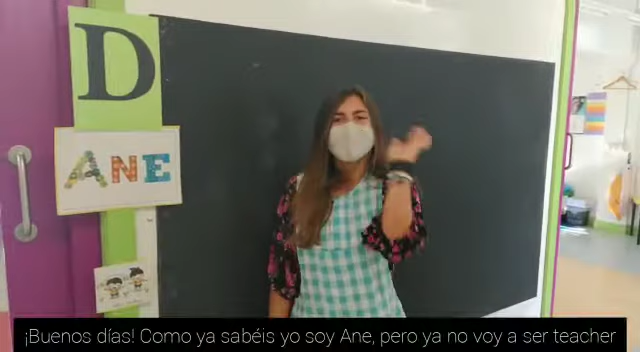 D
ANE
¡Buenos días! Como ya sabéis yo soy Ane, pero ya no voy a ser teacher